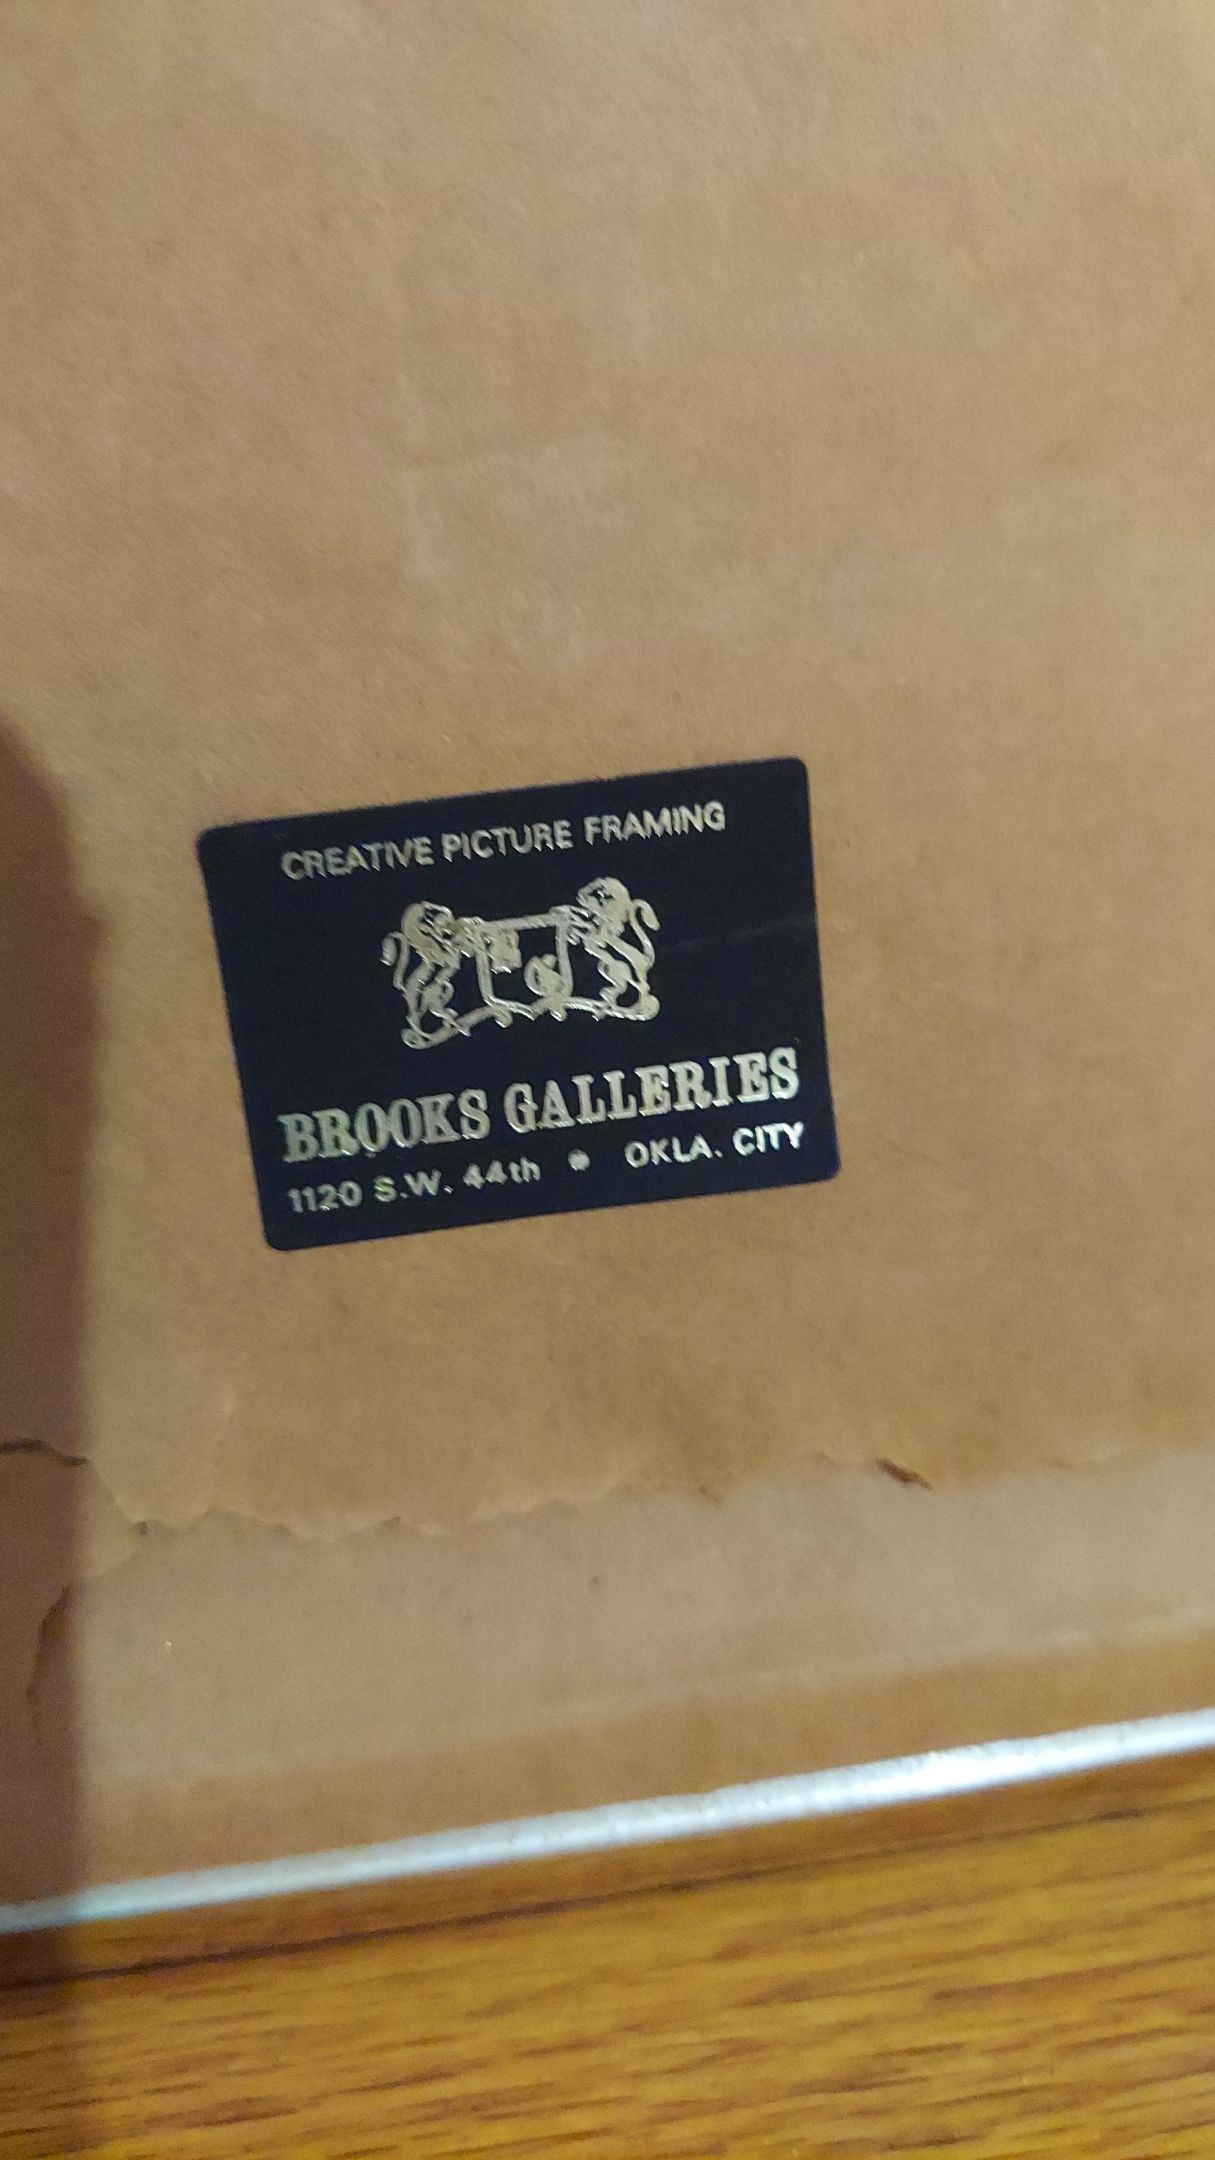 CREATIVE PICTURE FRAMING
BROOKS GALLERIES
1120 S.W. 44th • OKLA. CITY